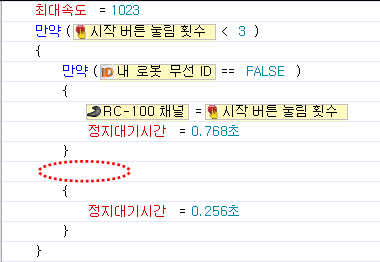 최대속도 = 1023
만약 ( 시작 버튼 눌림 횟수 < 3 )
{
만약 ( ID 내 로봇 무선 ID == FALSE )
{
RC-100 채널 = 시작 버튼 눌림 횟수
정지대기시간 = 0.768초
}
{
정지대기시간 = 0.256초
}
}